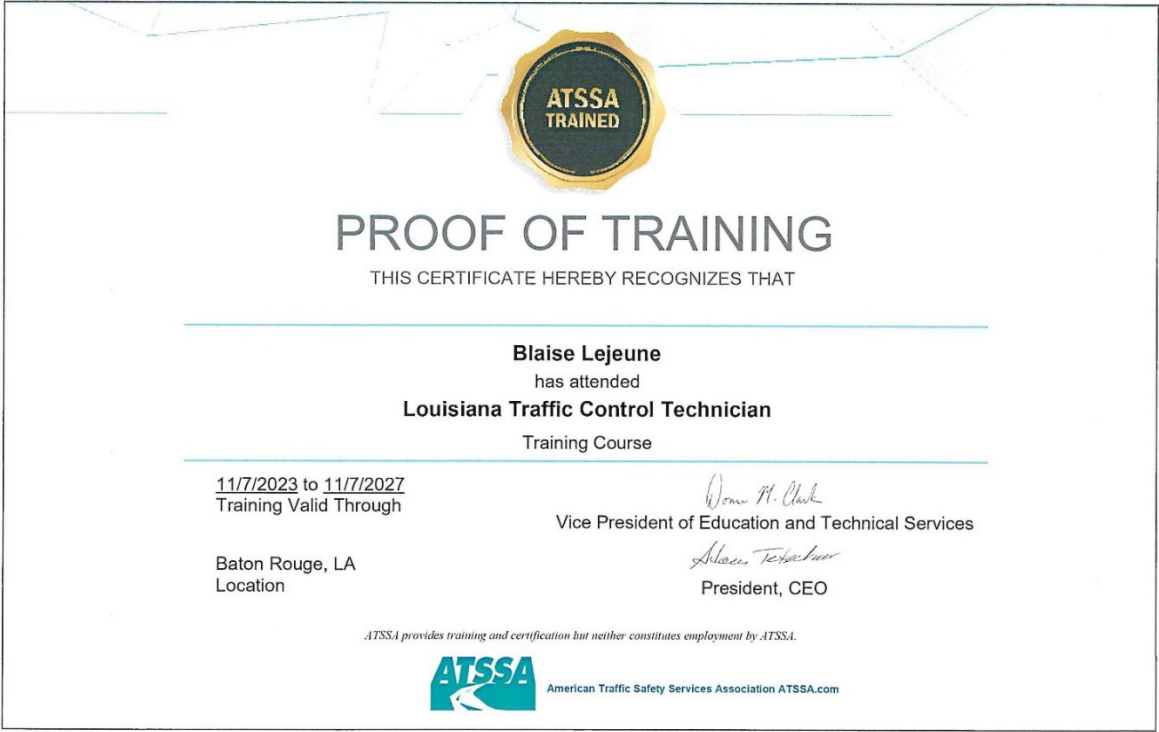 ATSSA
TRAINED
PROOF OF TRAINING
THIS CERTIFICATE HEREBY RECOGNIZES THAT
Blaise Lejeune
has attended
Louisiana Traffic Control Technician
Training Course
11/7/2023 to 11/7/2027
Training Valid Through
Baton Rouge, LA
Location
Donna M. Clark
Vice President of Education and Technical Services
President, CEO
ATSSA provides training and certification but neither constitutes employment by ATSSA.
ATSSA
American Traffic Safety Services Association ATSSA.com